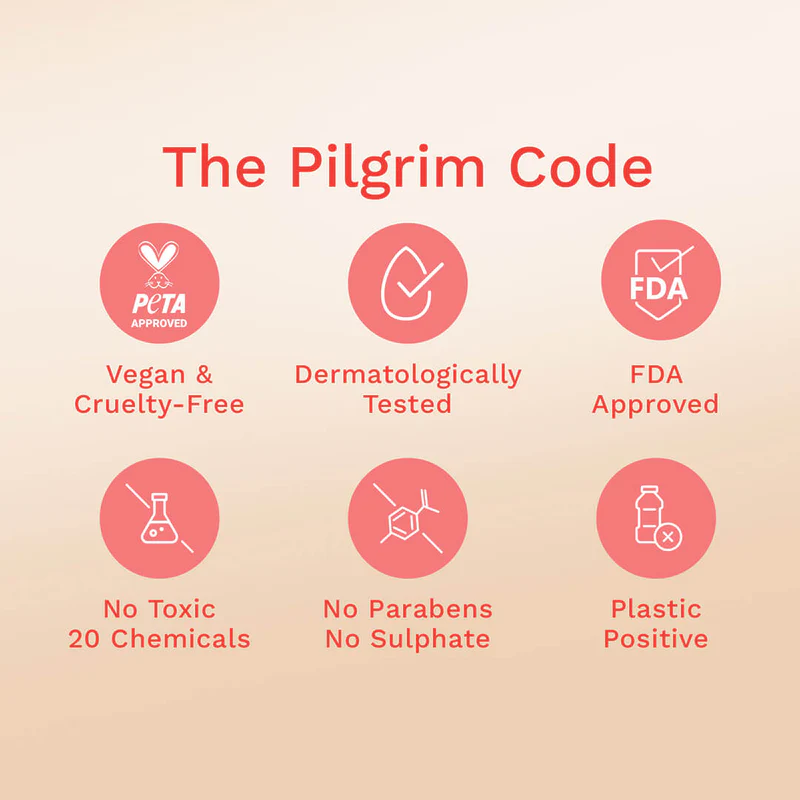 The Pilgrim Code
PETA
APPROVED
FDA
Vegan &
Cruelty-Free
Dermatologically
Tested
FDA
Approved
No Toxic
20 Chemicals
No Parabens
No Sulphate
Plastic
Positive